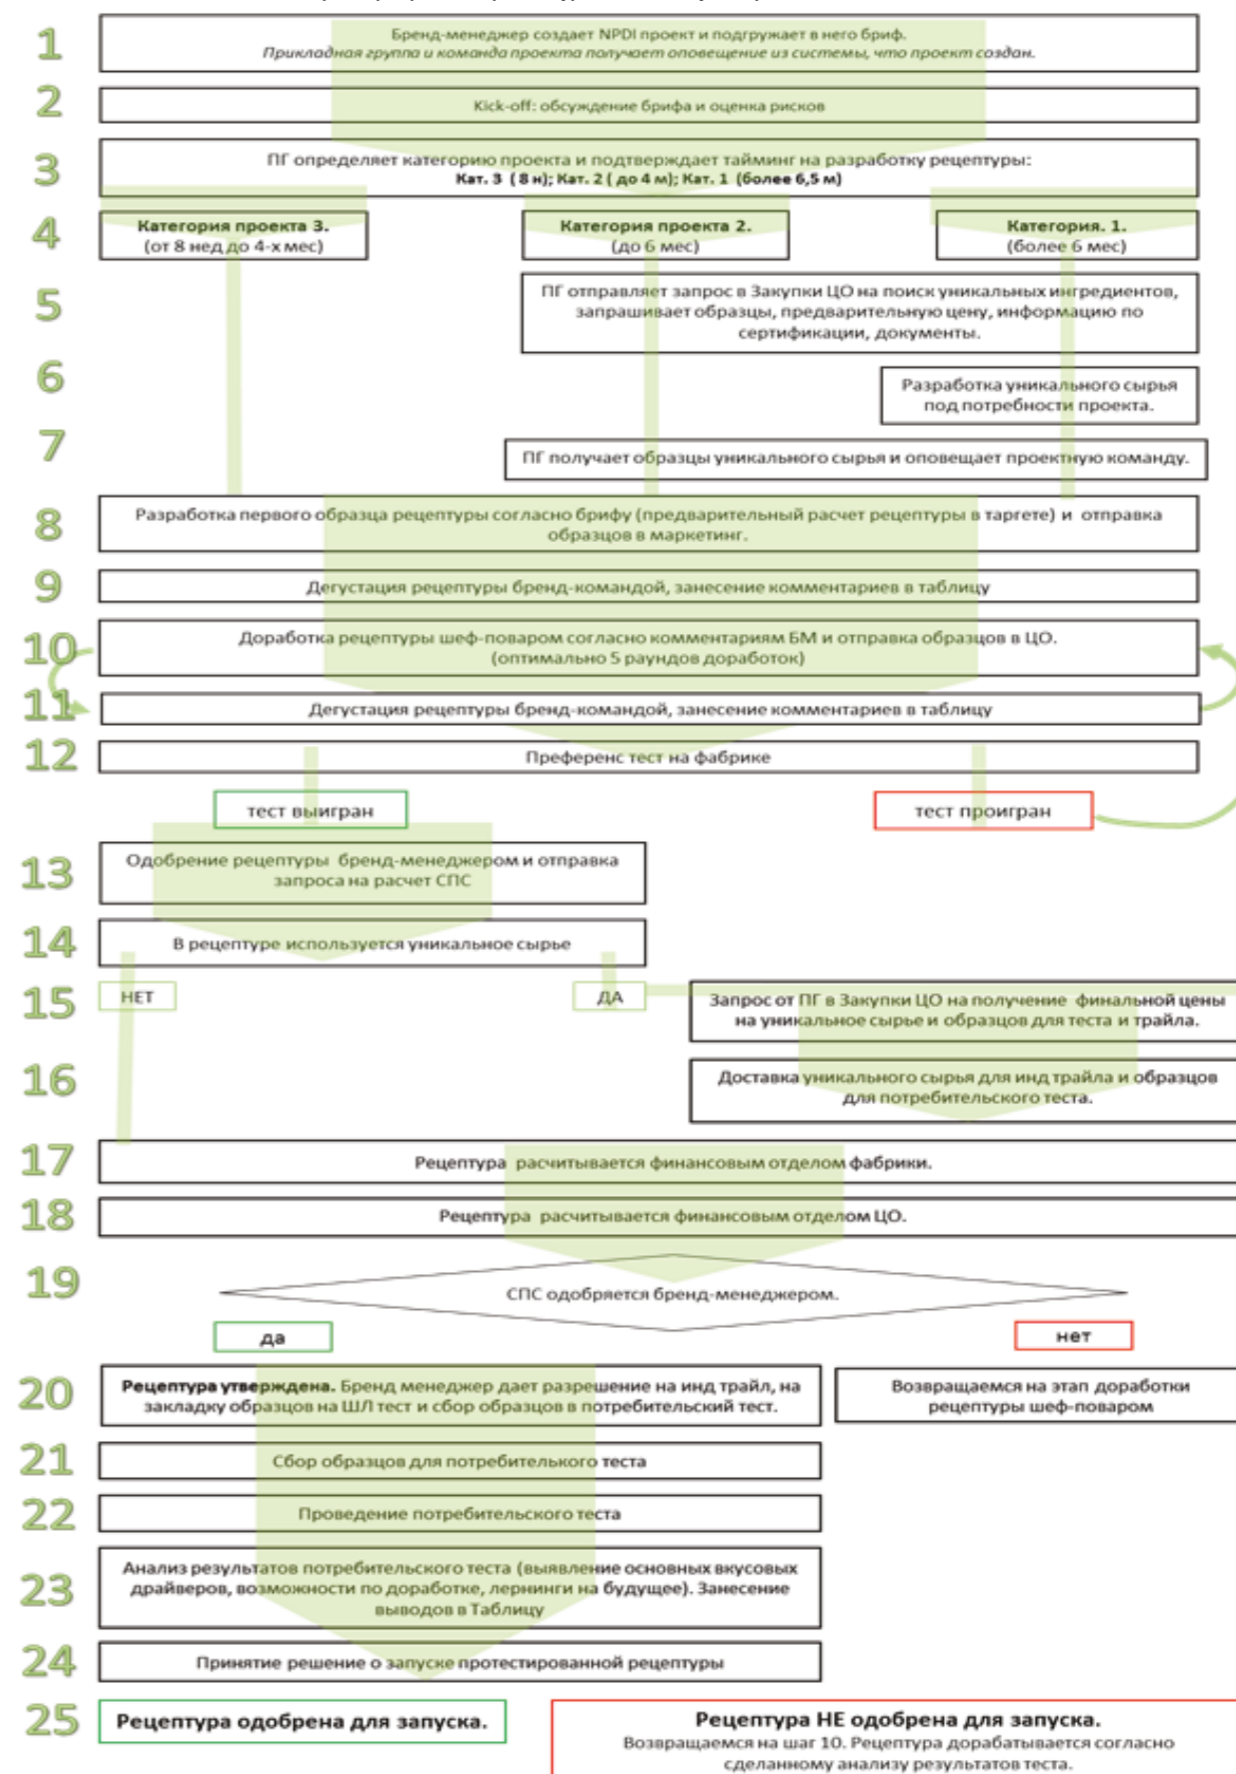 1
Бренд-менеджер создает NPDI проект и подгружает в него бриф.
Прикладная группа и команда проекта получает оповещение из системы, что проект создан.
2
Kick-off: обсуждение брифа и оценка рисков
3
ПГ определяет категорию проекта и подтверждает тайминг на разработку рецептуры:
Кат. 3 ( 8 н); Кат. 2 ( до 4 м); Кат. 1 (более 6,5 м)
4
Категория проекта 3.
(от 8 нед до 4-х мес)
Категория проекта 2.
(до 6 мес)
Категория. 1.
(более 6 мес)
5
ПГ отправляет запрос в Закупки ЦО на поиск уникальных ингредиентов,
запрашивает образцы, предварительную цену, информацию по
сертификации, документы.
6
Разработка уникального сырья
под потребности проекта.
7
ПГ получает образцы уникального сырья и оповещает проектную команду.
8
Разработка первого образца рецептуры согласно брифу (предварительный расчет рецептуры в таргете) и отправка
образцов в маркетинг.
9
Дегустация рецептуры бренд-командой, занесение комментариев в таблицу
10
Доработка рецептуры шеф-поваром согласно комментариям БМ и отправка образцов в ЦО.
(оптимально 5 раундов доработок)
11
Дегустация рецептуры бренд-командой, занесение комментариев в таблицу
12
Преференс тест на фабрике
тест выигран
тест проигран
13
Одобрение рецептуры бренд-менеджером и отправка
запроса на расчет СПС
14
В рецептуре используется уникальное сырье
15
НЕТ
ДА
Запрос от ПГ в Закупки ЦО на получение финальной цены
на уникальное сырье и образцов для теста и трайла.
16
Доставка уникального сырья для инд трайла и образцов
для потребительского теста.
17
Рецептура расчитывается финансовым отделом фабрики.
18
Рецептура расчитывается финансовым отделом ЦО.
19
СПС одобряется бренд-менеджером.
да
нет
20
Рецептура утверждена. Бренд менеджер дает разрешение на инд трайл, на
закладку образцов на ШЛ тест и сбор образцов в потребительский тест.
Возвращаемся на этап доработки
рецептуры шеф-поваром
21
Сбор образцов для потребителького теста
22
Проведение потребительского теста
23
Анализ результатов потребительского теста (выявление основных вкусовых
драйверов, возможности по доработке, лернинги на будущее). Занесение
выводов в Таблицу
24
Принятие решение о запуске протестированной рецептуры
25
Рецептура одобрена для запуска.
Рецептура НЕ одобрена для запуска.
Возвращаемся на шаг 10. Рецептура дорабатывается согласно
сделанному анализу результатов теста.